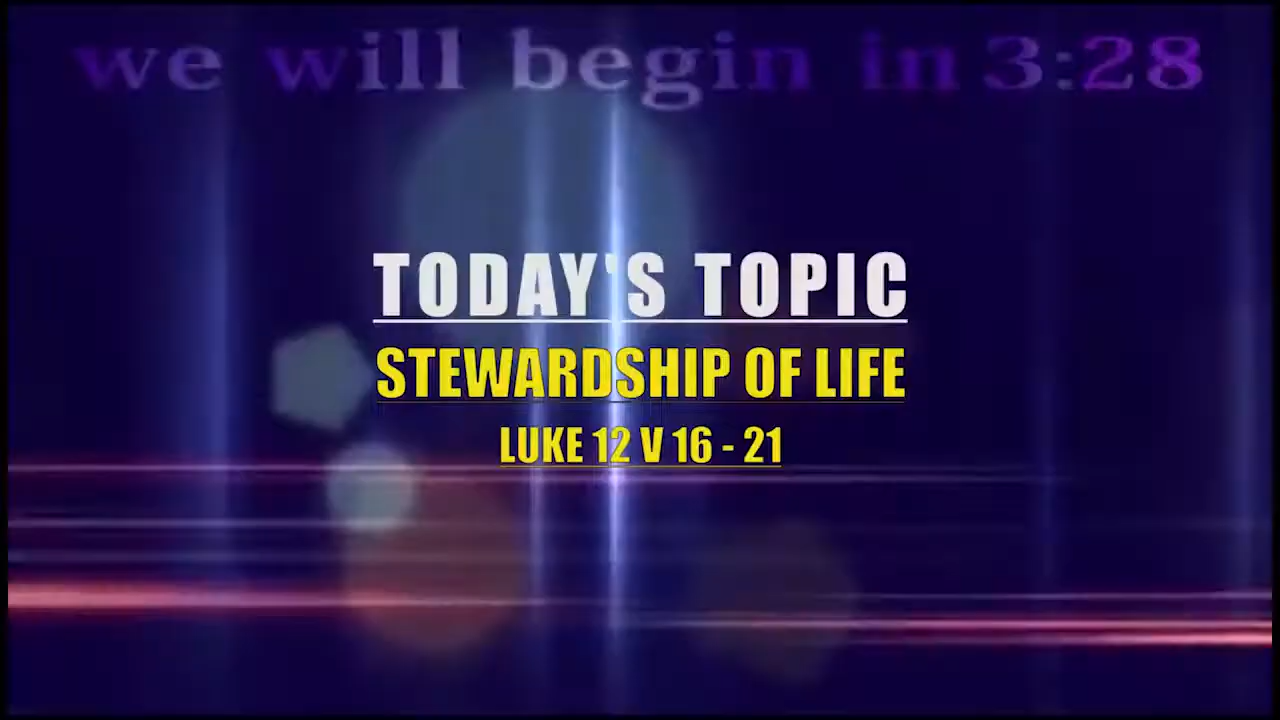 we will begin in 3:28
TODAY'S TOPIC
STEWARDSHIP OF LIFE
LUKE 12 V 16 - 21